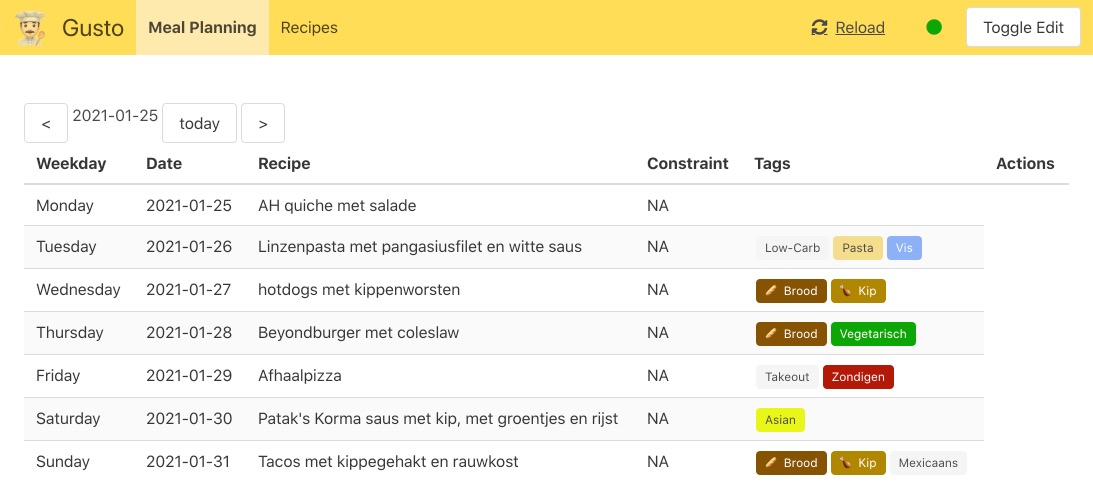 Gusto Meal Planning Recipes Reload Toggle Edit
< 2021-01-25 today >
Weekday Date Recipe Constraint Tags Actions
Monday 2021-01-25 AH quiche met salade NA
Tuesday 2021-01-26 Linzenpasta met pangasiusfilet en witte saus NA Low-Carb Pasta Vis
Wednesday 2021-01-27 hotdogs met kippenworsten NA Brood Kip
Thursday 2021-01-28 Beyondburger met coleslaw NA Brood Vegetarisch
Friday 2021-01-29 Afhaalpizza NA Takeout Zondigen
Saturday 2021-01-30 Patak's Korma saus met kip, met groentjes en rijst NA Asian
Sunday 2021-01-31 Tacos met kippegehakt en rauwkost NA Brood Kip Mexicaans